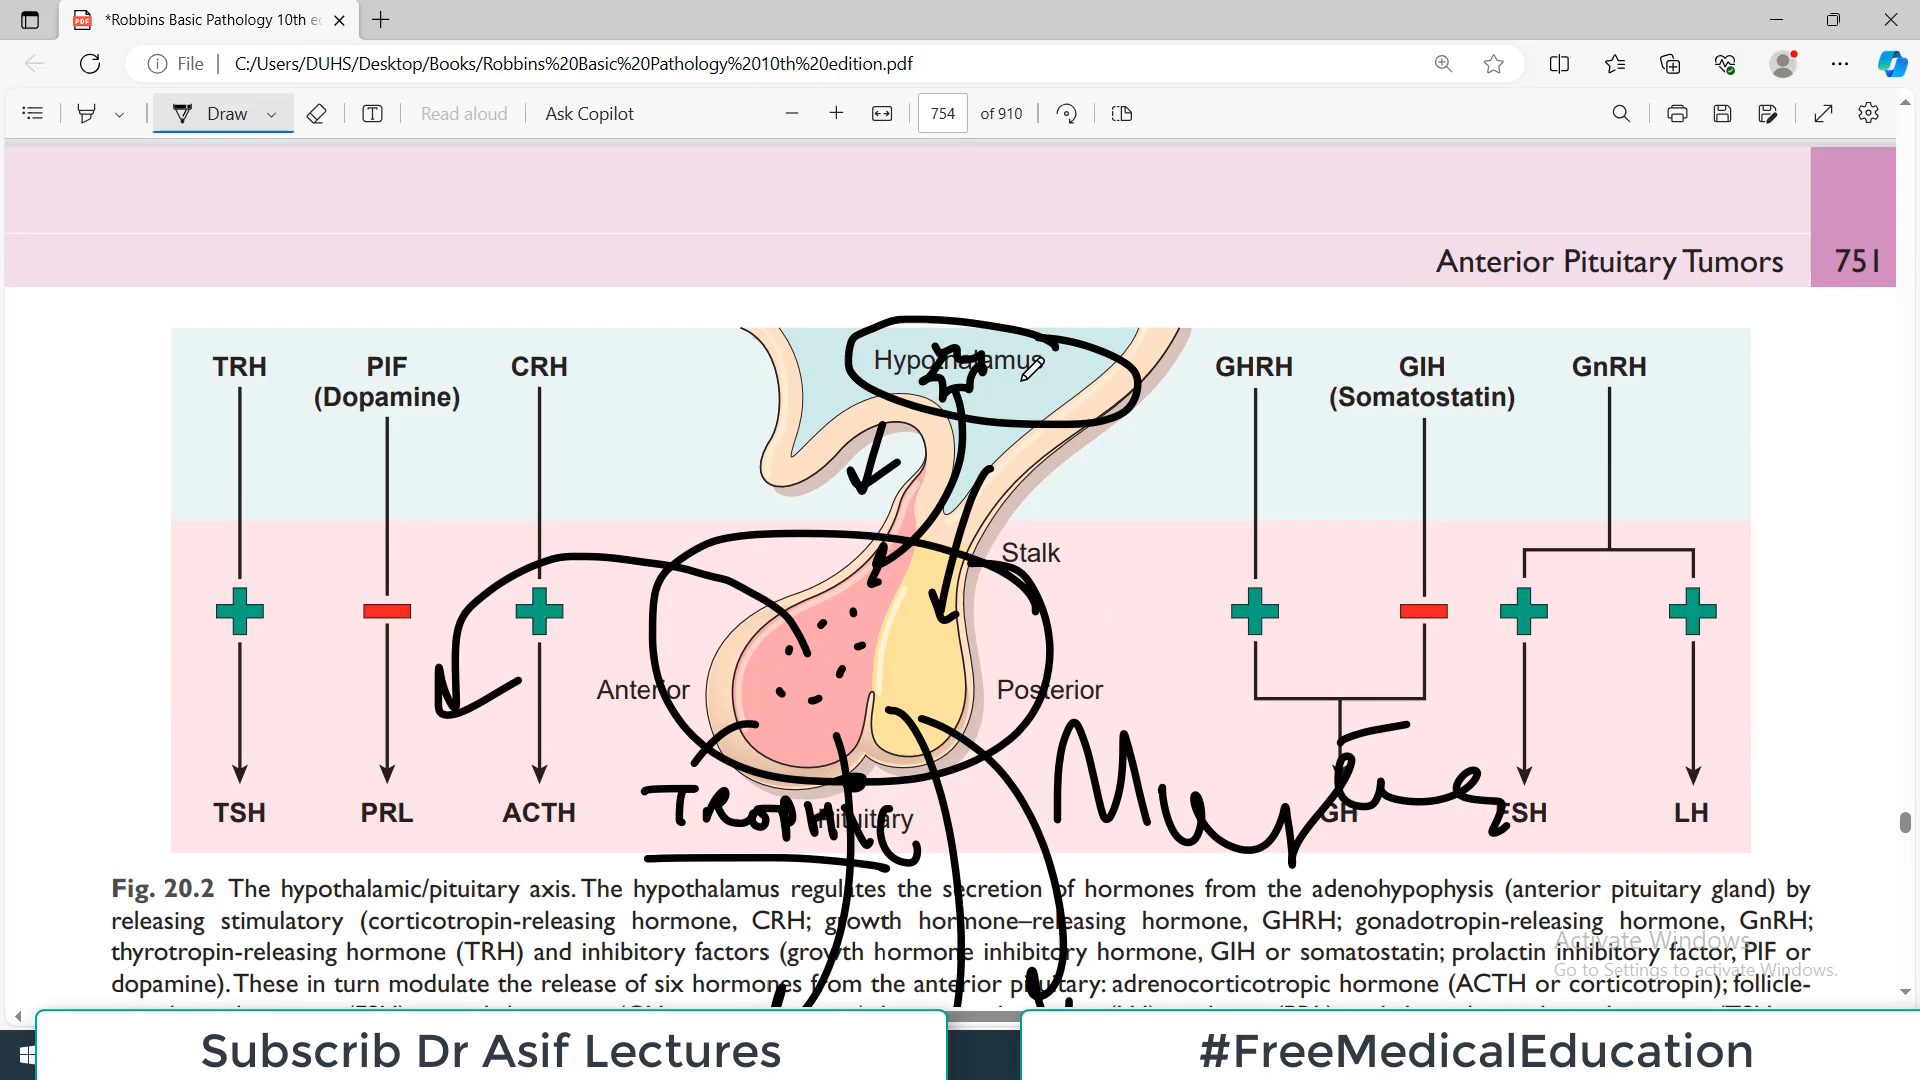 *Robbins Basic Pathology 10th e
File
C:/Users/DUHS/Desktop/Books/Robbins%20Basic%20Pathology%2010th%20edition.pdf
Draw
Read aloud
Ask Copilot
754 of 910
Anterior Pituitary Tumors 751
TRH
PIF
(Dopamine)
CRH
Hypothalamus
GHRH
GIH
(Somatostatin)
GnRH
Stalk
Anterior
Posterior
TSH
PRL
ACTH
Trophic
Pituitary
GH
FSH
LH
Fig. 20.2 The hypothalamic/pituitary axis. The hypothalamus regulates the secretion of hormones from the adenohypophysis (anterior pituitary gland) by
releasing stimulatory (corticotropin-releasing hormone, CRH; growth hormone–releasing hormone, GHRH; gonadotropin-releasing hormone, GnRH;
thyrotropin-releasing hormone (TRH) and inhibitory factors (growth hormone inhibitory hormone, GIH or somatostatin; prolactin inhibitory factor, PIF or
dopamine). These in turn modulate the release of six hormones from the anterior pituitary: adrenocorticotropic hormone (ACTH or corticotropin); follicle-
Activate Windows
Go to Settings to activate Windows.
Subscrib Dr Asif Lectures
#FreeMedicalEducation